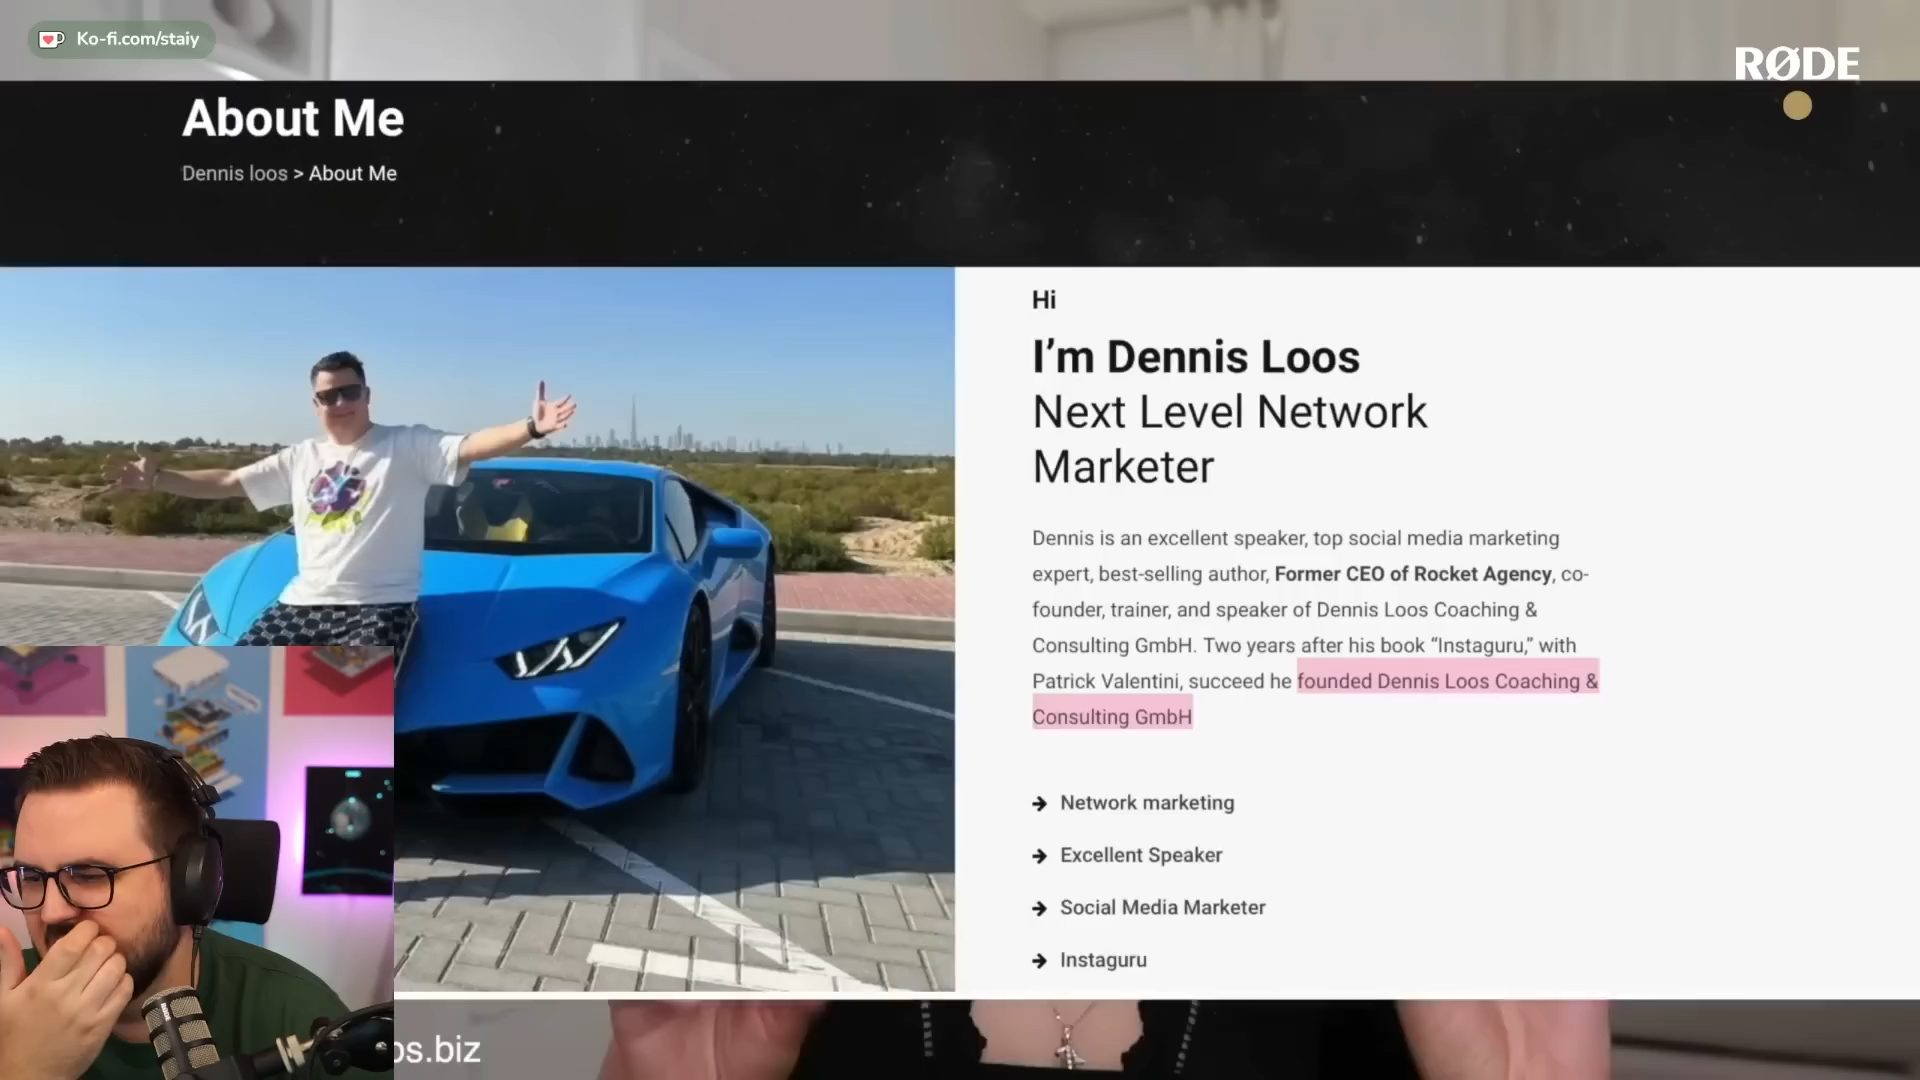 Ko-fi.com/staiy
RØDE
About Me
Dennis loos > About Me
Hi
I’m Dennis Loos
Next Level Network
Marketer
Dennis is an excellent speaker, top social media marketing
expert, best-selling author, Former CEO of Rocket Agency, co-
founder, trainer, and speaker of Dennis Loos Coaching &
Consulting GmbH. Two years after his book “Instaguru,” with
Patrick Valentini, succeed he founded Dennis Loos Coaching &
Consulting GmbH
Network marketing
Excellent Speaker
Social Media Marketer
Instaguru
os.biz